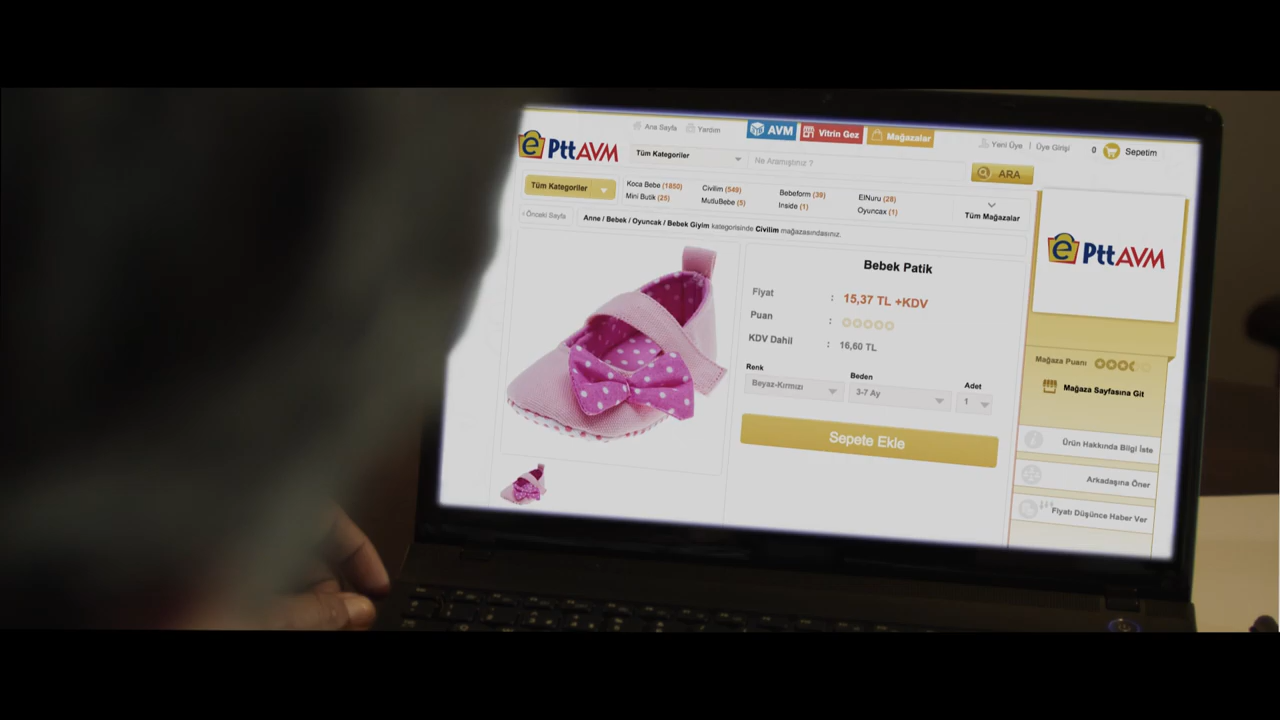 Ana Sayfa
Yardım
AVM
Vitrin Gez
Mağazalar
Yeni Üye | Üye Girişi
0
Sepetim
e PttAVM
Tüm Kategoriler
Ne Aramıştınız ?
ARA
Tüm Kategoriler
Koca Bebe (1850)
Civilim (549)
Bebeform (39)
ElNuru (28)
Mini Butik (25)
MutluBebe (5)
Inside (1)
Oyuncax (1)
Tüm Mağazalar
‹ Önceki Sayfa
Anne / Bebek / Oyuncak / Bebek Giyim kategorisinde Civilim mağazasındasınız.
e PttAVM
Bebek Patik
Fiyat : 15,37 TL +KDV
Puan :
KDV Dahil : 16,60 TL
Renk
Beden
Adet
Beyaz-Kırmızı
3-7 Ay
1
Sepete Ekle
Mağaza Puanı
Mağaza Sayfasına Git
Ürün Hakkında Bilgi İste
Arkadaşına Öner
Fiyatı Düşünce Haber Ver